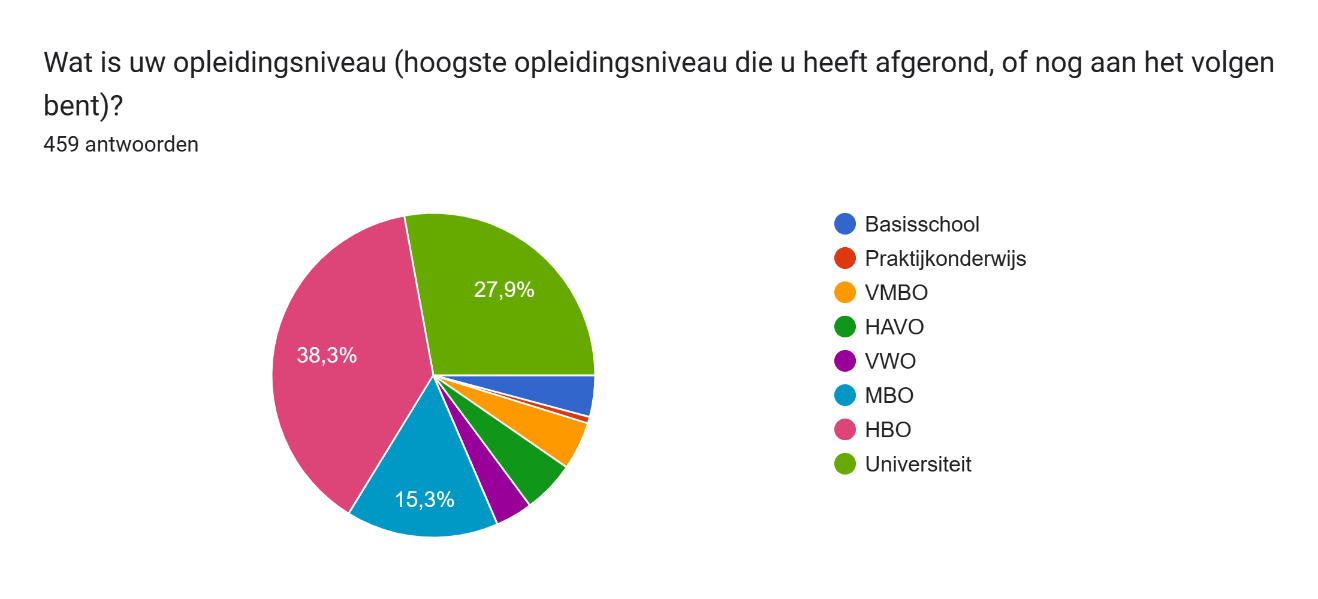 Wat is uw opleidingsniveau (hoogste opleidingsniveau die u heeft afgerond, of nog aan het volgen
bent)?
459 antwoorden
27,9%
38,3%
15,3%
Basisschool
Praktijkonderwijs
VMBO
HAVO
VWO
MBO
HBO
Universiteit